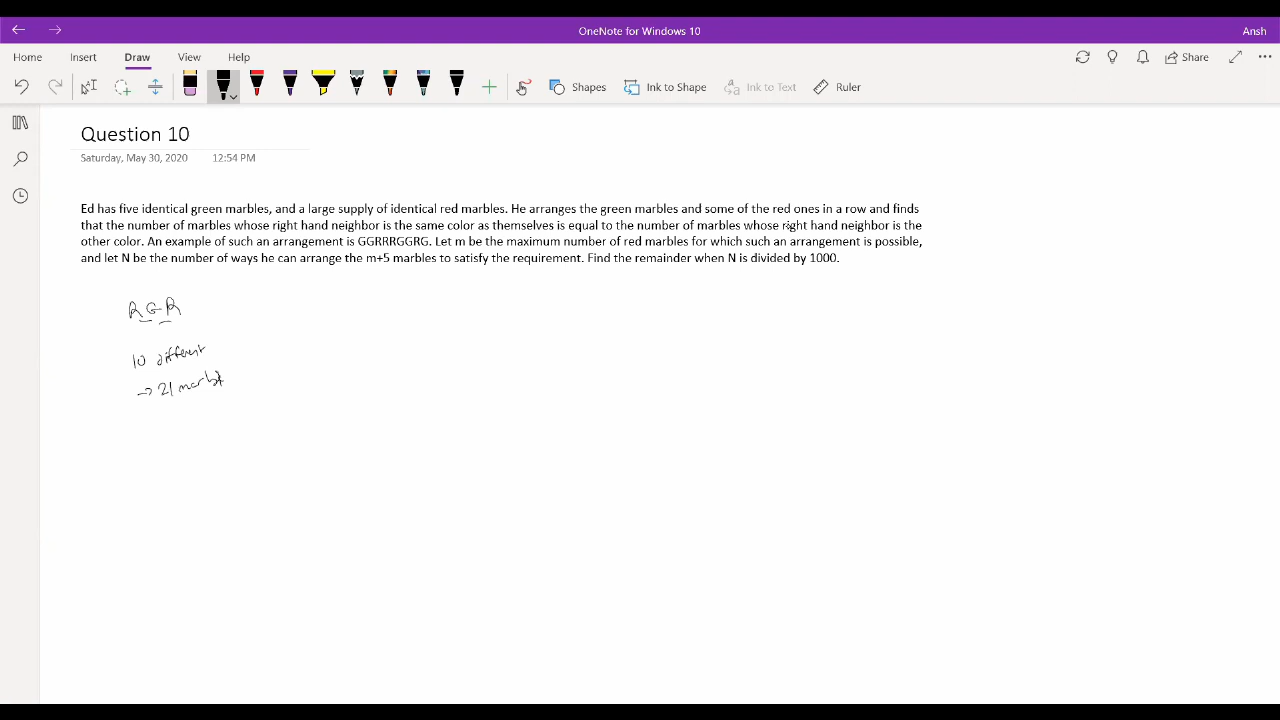 OneNote for Windows 10
Ansh
Home Insert Draw View Help
Share
Shapes Ink to Shape Ink to Text Ruler
Question 10
Saturday, May 30, 2020 12:54 PM
Ed has five identical green marbles, and a large supply of identical red marbles. He arranges the green marbles and some of the red ones in a row and finds
that the number of marbles whose right hand neighbor is the same color as themselves is equal to the number of marbles whose right hand neighbor is the
other color. An example of such an arrangement is GGRRRGGRG. Let m be the maximum number of red marbles for which such an arrangement is possible,
and let N be the number of ways he can arrange the m+5 marbles to satisfy the requirement. Find the remainder when N is divided by 1000.
RGR
10 different
→ 21